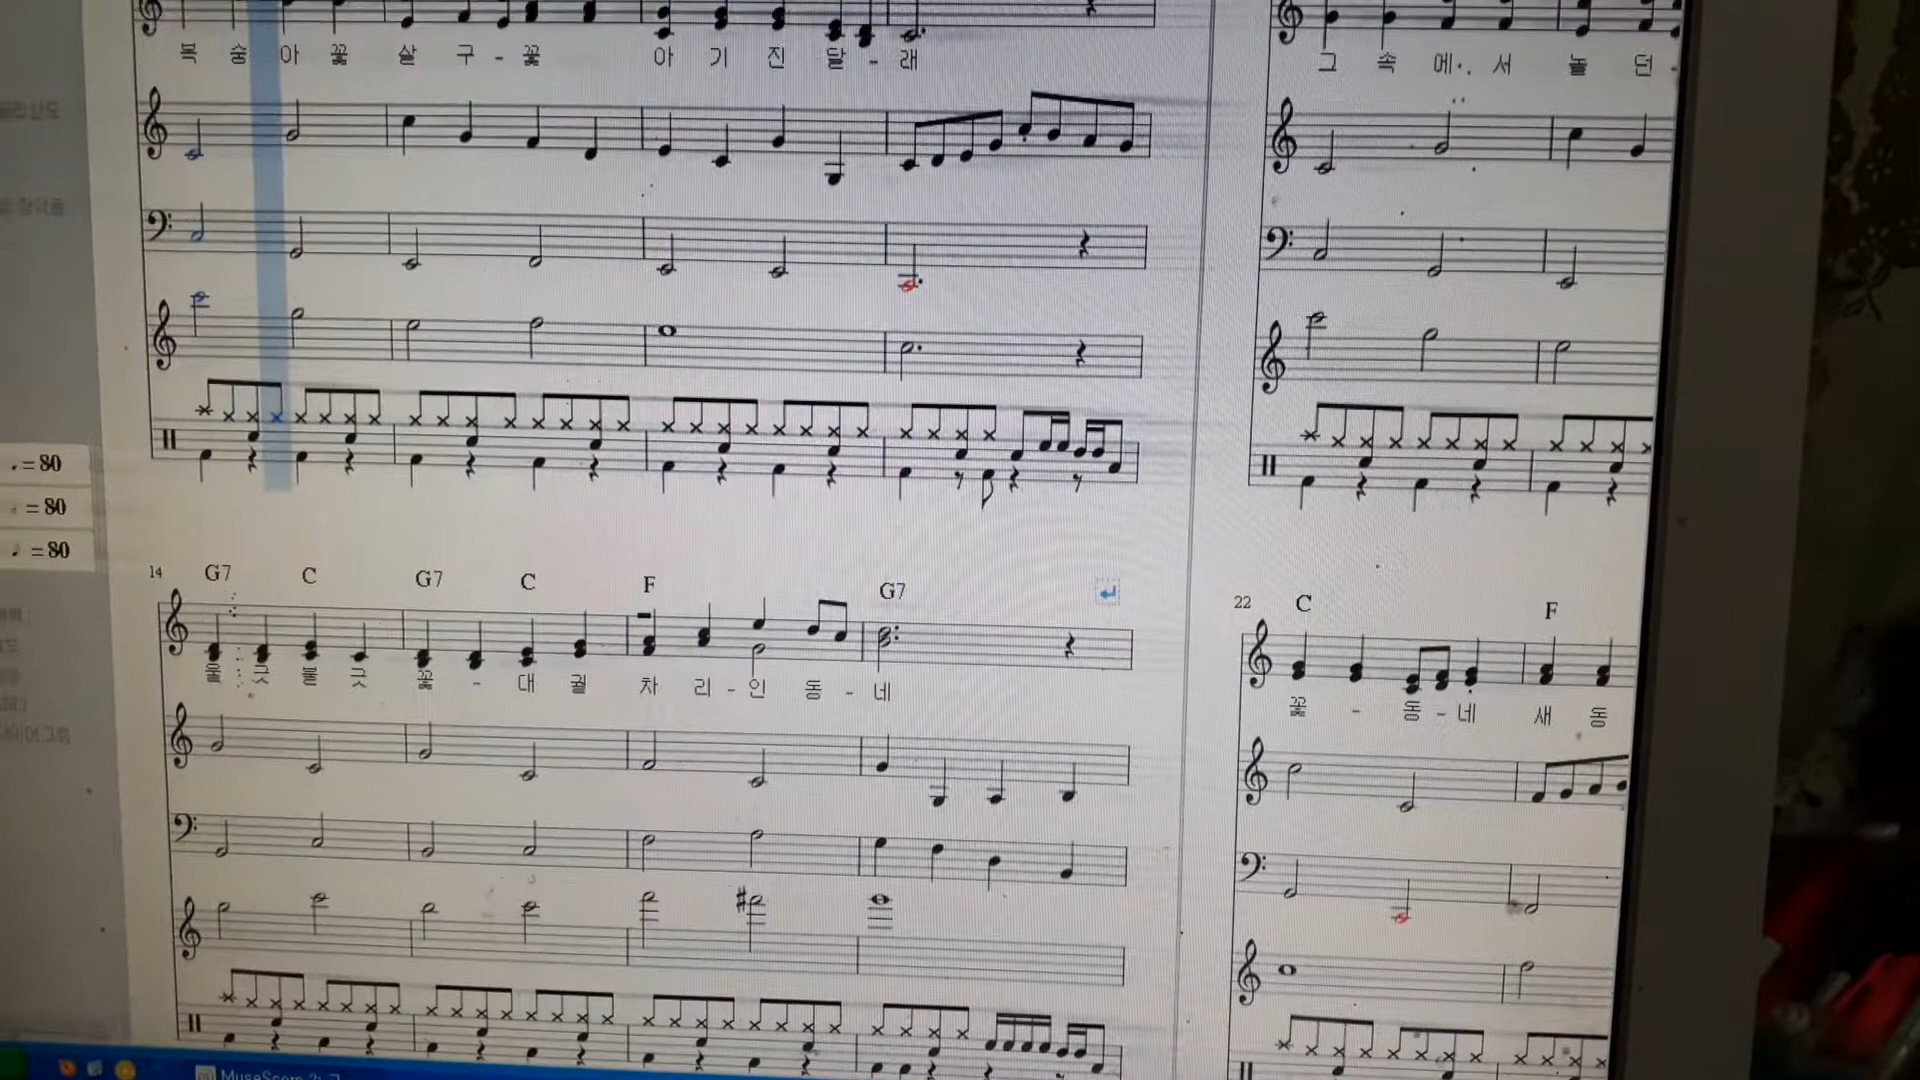 복 숭 아 꽃 살 구 - 꽃 아 기 진 달 - 래
그 속 에 서 놀 던 -
= 80
= 80
♩ = 80
14 G7 C G7 C F G7
울 긋 불 긋 꽃 - 대 궐 차 리 - 인 동 - 네
22 C F
꽃 - 동 - 네 새 동
MuseScore 2: